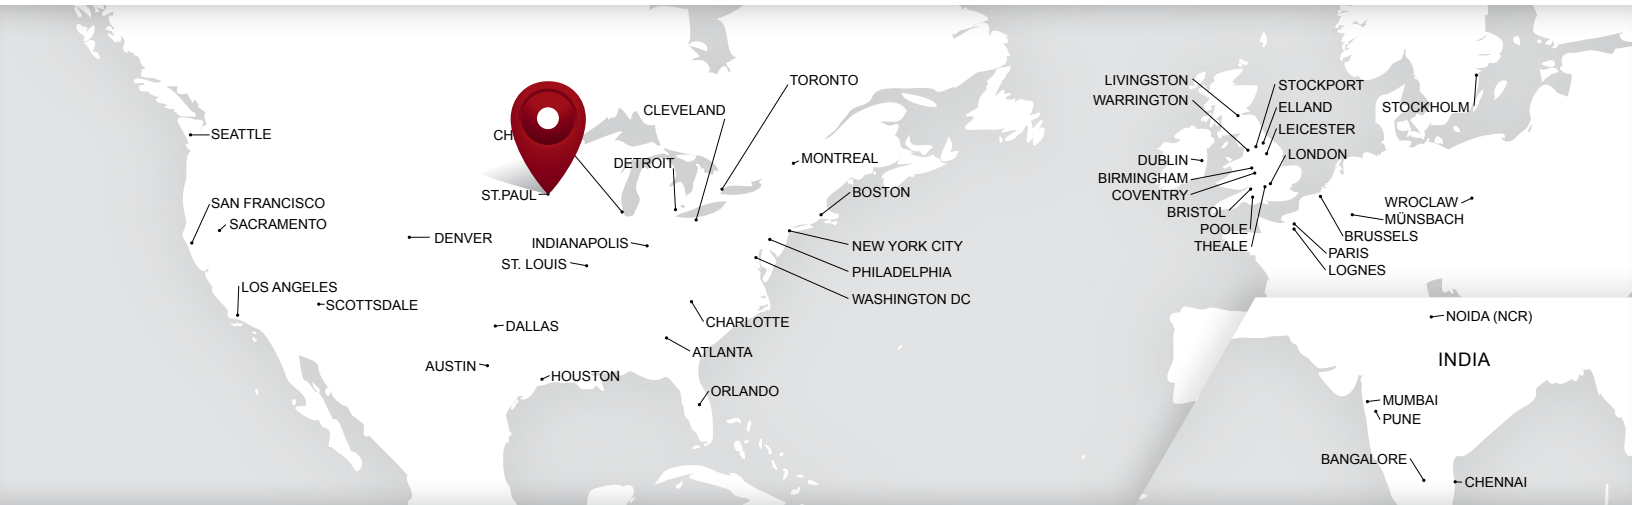 SEATTLE
SAN FRANCISCO
SACRAMENTO
LOS ANGELES
SCOTTSDALE
DENVER
CH
ST.PAUL
INDIANAPOLIS
ST. LOUIS
DALLAS
AUSTIN
HOUSTON
DETROIT
CLEVELAND
TORONTO
MONTREAL
BOSTON
NEW YORK CITY
PHILADELPHIA
WASHINGTON DC
CHARLOTTE
ATLANTA
ORLANDO
LIVINGSTON
WARRINGTON
DUBLIN
BIRMINGHAM
COVENTRY
BRISTOL
POOLE
THEALE
STOCKPORT
ELLAND
LEICESTER
LONDON
STOCKHOLM
WROCLAW
MÜNSBACH
BRUSSELS
PARIS
LOGNES
NOIDA (NCR)
INDIA
MUMBAI
PUNE
BANGALORE
CHENNAI